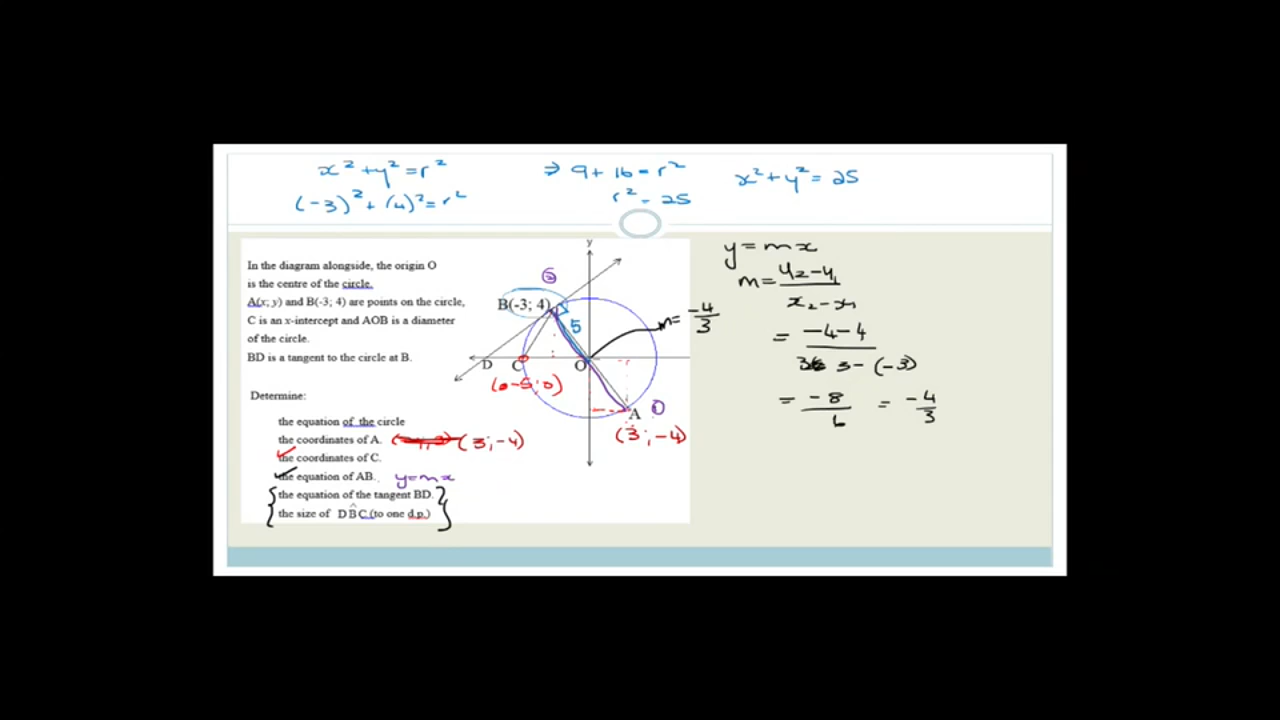 x² + y² = r²
(-3)² + (4)² = r²
⇒ 9 + 16 = r²
r² = 25
x² + y² = 25
In the diagram alongside, the origin O
is the centre of the circle.
A(x; y) and B(-3; 4) are points on the circle,
C is an x-intercept and AOB is a diameter
of the circle.
BD is a tangent to the circle at B.
Determine:
the equation of the circle
the coordinates of A. (3; -4)
the coordinates of C.
the equation of AB. y = mx
the equation of the tangent BD.
the size of DB̂C (to one d.p.)
y
②
B(-3; 4)
5
m = -4/3
D
C
O
(-5; 0)
A
①
(3; -4)
y = mx
m = y₂ - y₁ / x₂ - x₁
= -4 - 4 / 3 - (-3)
= -8 / 6 = -4 / 3